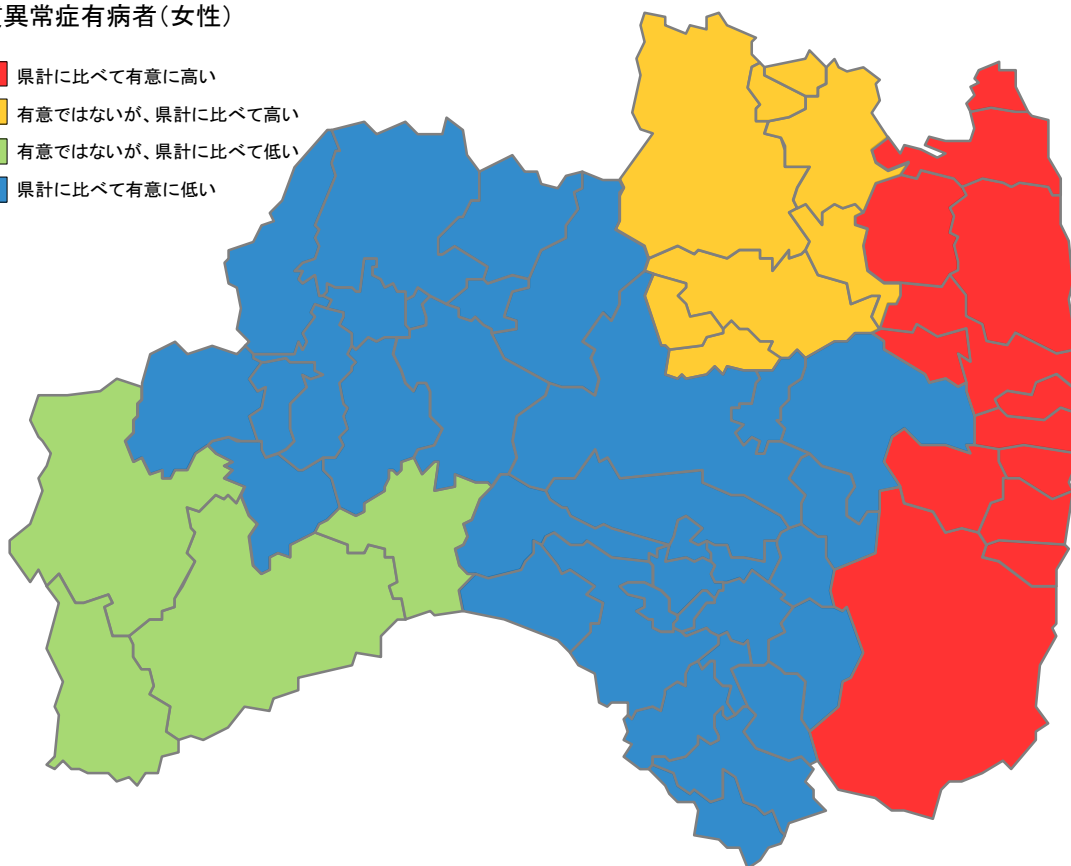 異常症有病者(女性)
県計に比べて有意に高い
有意ではないが、県計に比べて高い
有意ではないが、県計に比べて低い
県計に比べて有意に低い